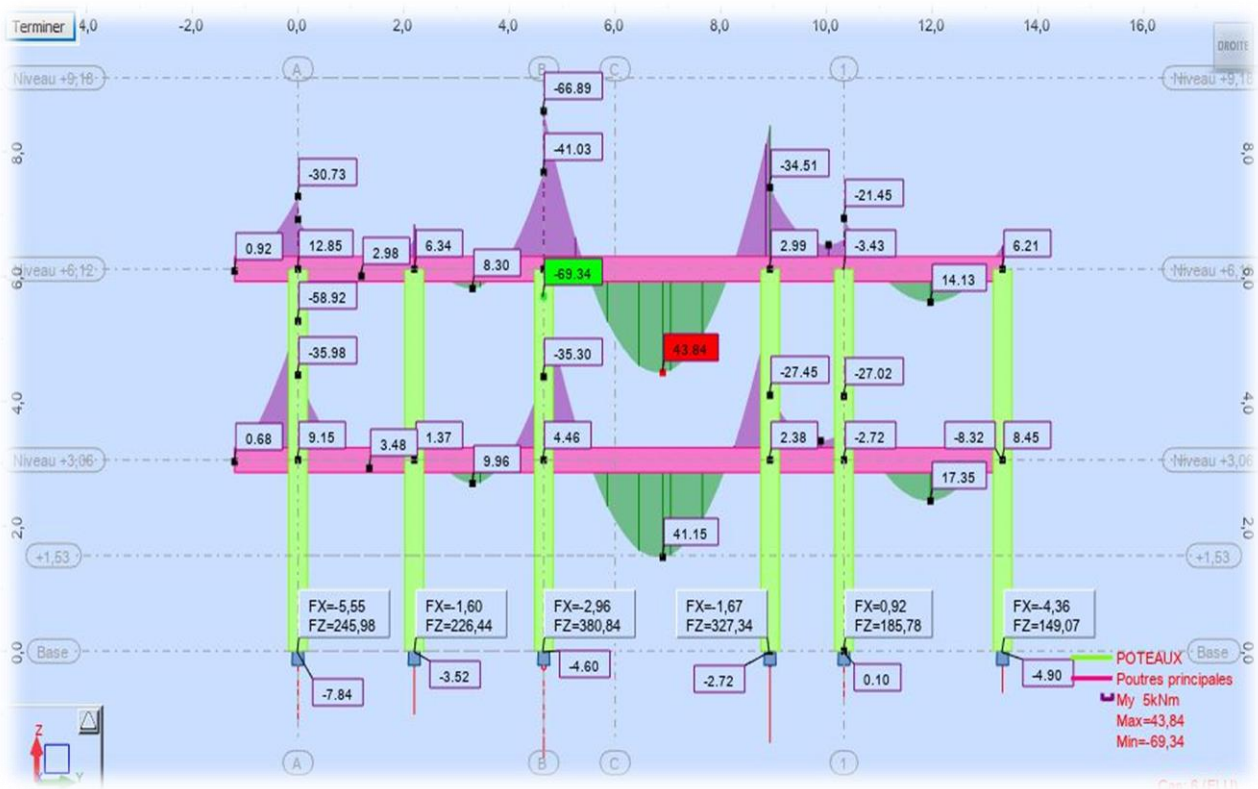 Terminer
4,0 -2,0 0,0 2,0 4,0 6,0 8,0 10,0 12,0 14,0 16,0
DROITE
A B C 1
Niveau +9,18 Niveau +9,18
-66.89
8,0 -41.03 8,0
-30.73 -34.51
-21.45
0.92 12.85 2.98 6.34 8.30 2.99 -3.43 6.21
Niveau +6,12 -69.34 Niveau +6,12
6,0 14.13 6,0
-58.92
-35.98 -35.30 43.84
-27.45 -27.02
4,0 4,0
0.68 9.15 3.48 1.37 4.46 2.38 -2.72 -8.32 8.45
Niveau +3,06 9.96 17.35 Niveau +3,06
2,0 41.15 2,0
+1,53 +1,53
FX=-5,55 FX=-1,60 FX=-2,96 FX=-1,67 FX=0,92 FX=-4,36
FZ=245,98 FZ=226,44 FZ=380,84 FZ=327,34 FZ=185,78 FZ=149,07
0,0 Base Base 0,0
-7.84 -3.52 -4.60 -2.72 0.10 -4.90
POTEAUX
Poutres principales
My 5kNm
Max=43,84
Min=-69,34
A B C 1
Z
Y
Cas: 6 (ELU)